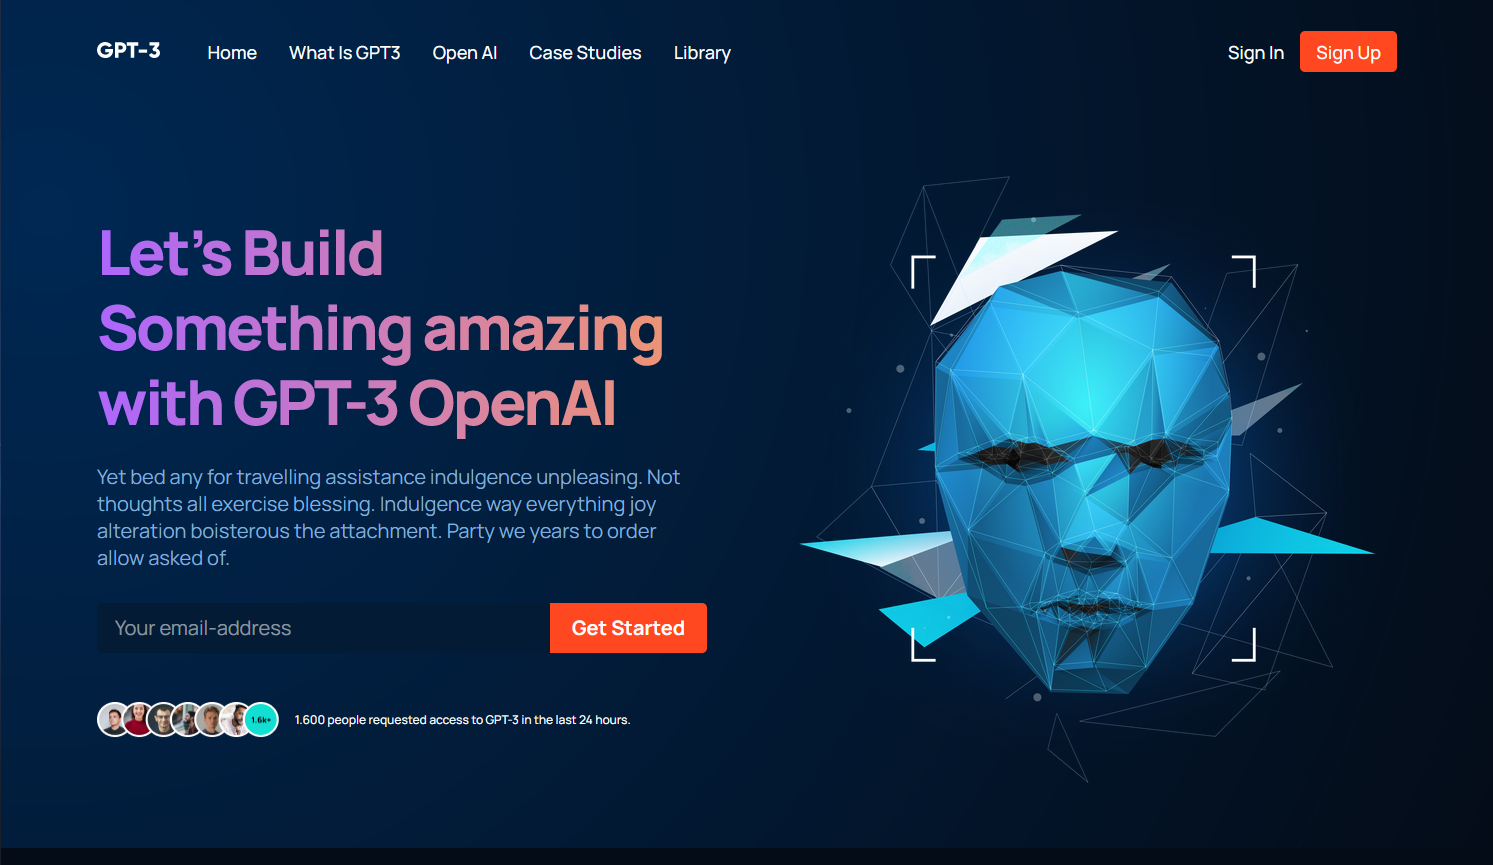 GPT-3
Home
What Is GPT3
Open AI
Case Studies
Library
Sign In
Sign Up
Let’s Build
Something amazing
with GPT-3 OpenAI
Yet bed any for travelling assistance indulgence unpleasing. Not
thoughts all exercise blessing. Indulgence way everything joy
alteration boisterous the attachment. Party we years to order
allow asked of.
Your email-address
Get Started
1.6k+
1.600 people requested access to GPT-3 in the last 24 hours.